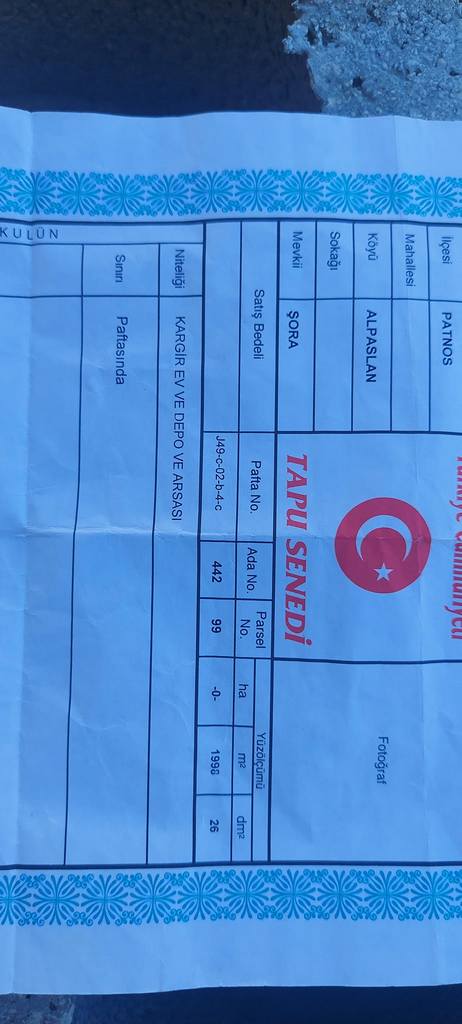 Türkiye Cumhuriyeti
İlçesi PATNOS
Mahallesi
Köyü ALPASLAN
Sokağı
Mevkii ŞORA
TAPU SENEDİ
Fotoğraf
Satış Bedeli Pafta No. Ada No. Parsel No. Yüzölçümü
ha m² dm²
J49-c-02-b-4-c 442 99 -0- 1998 26
Niteliği KARGİR EV VE DEPO VE ARSASI
Sınırı Paftasında
KULÜN